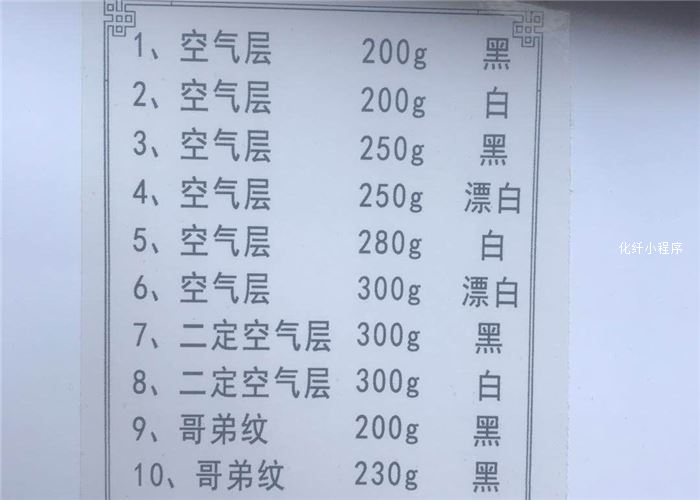 1、空气层 200g 黑
2、空气层 200g 白
3、空气层 250g 黑
4、空气层 250g 漂白
5、空气层 280g 白
化纤小程序
6、空气层 300g 漂白
7、二定空气层 300g 黑
8、二定空气层 300g 白
9、哥弟纹 200g 黑
10、哥弟纹 230g 黑